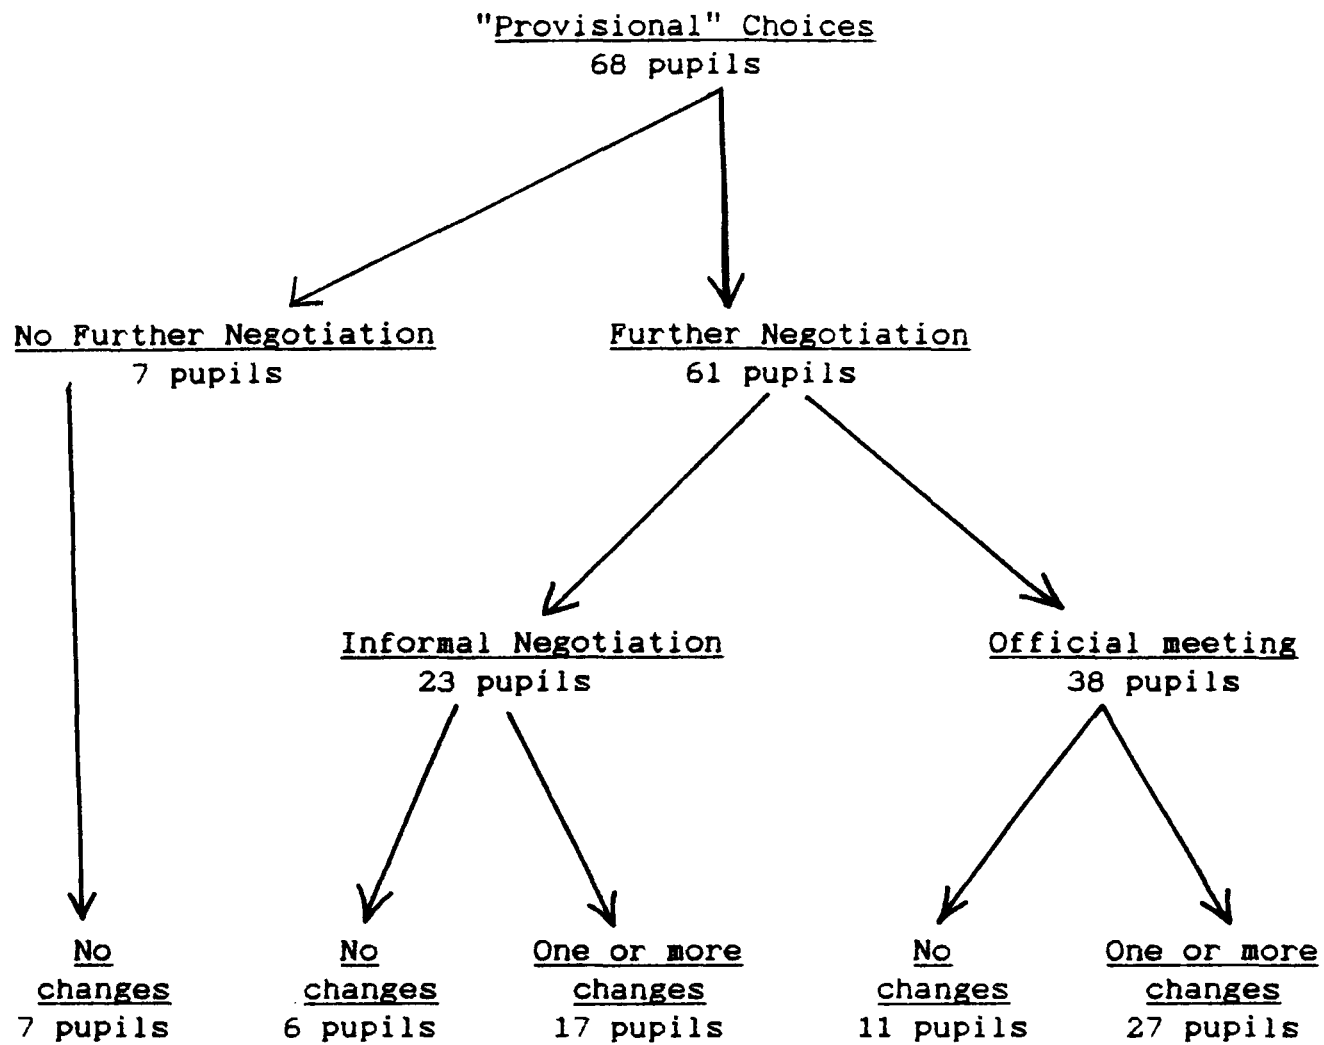 "Provisional" Choices
68 pupils
No Further Negotiation
7 pupils
Further Negotiation
61 pupils
Informal Negotiation
23 pupils
Official meeting
38 pupils
No
changes
7 pupils
No
changes
6 pupils
One or more
changes
17 pupils
No
changes
11 pupils
One or more
changes
27 pupils